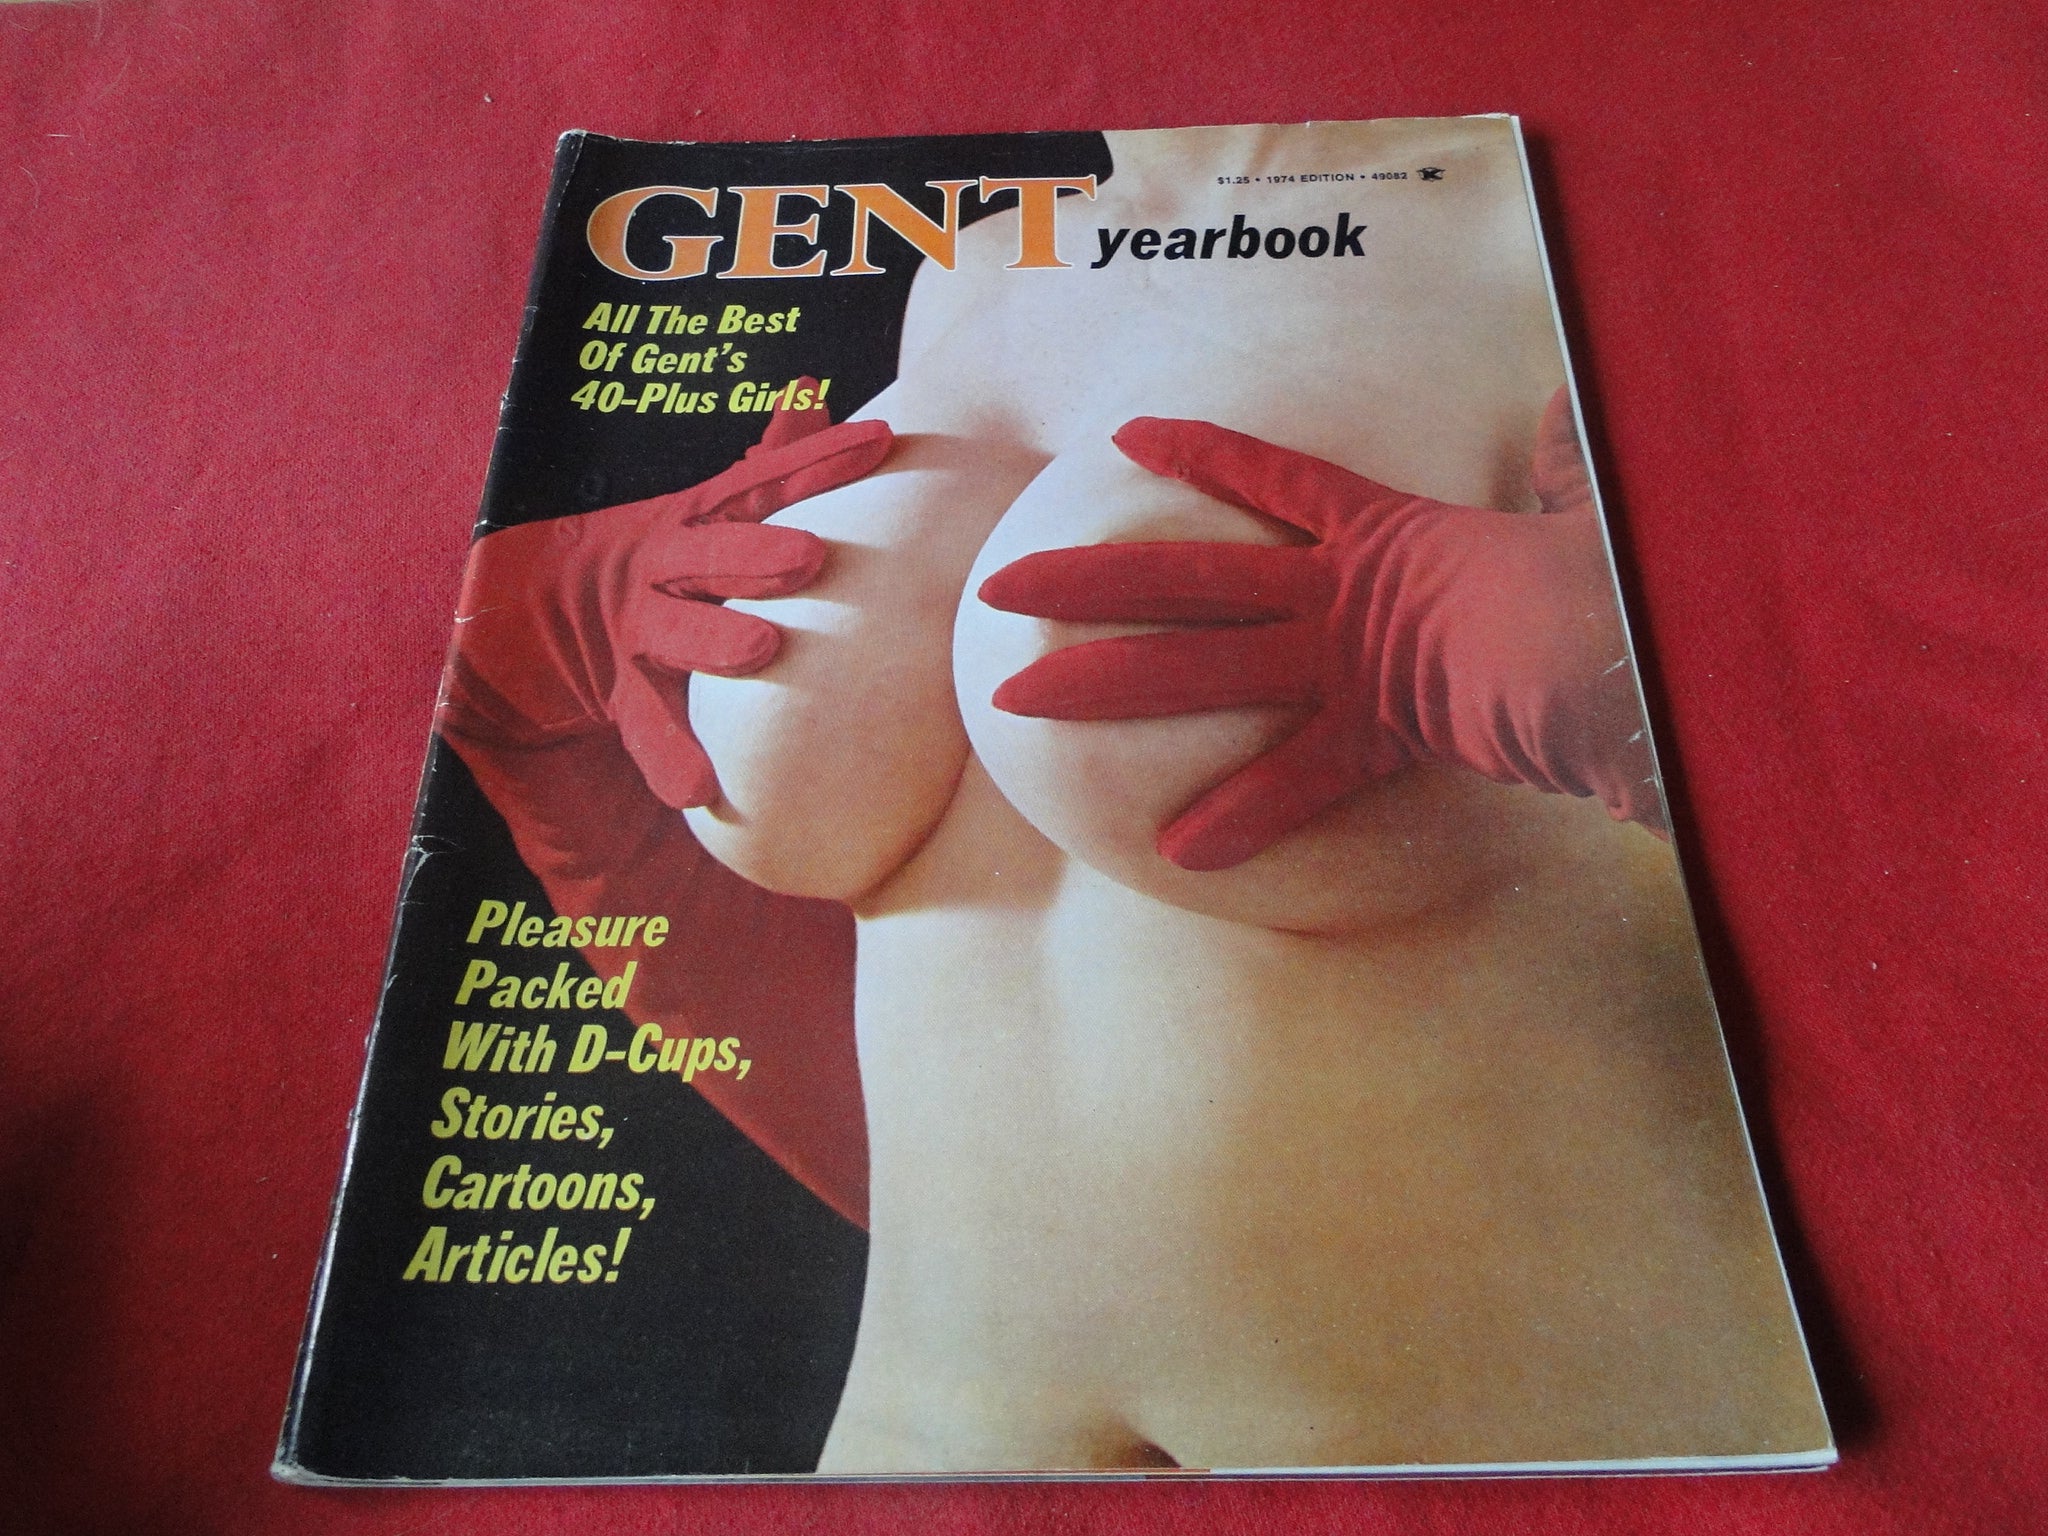 $1.25 • 1974 EDITION • 49082
GENT yearbook
All The Best
Of Gent's
40-Plus Girls!
Pleasure
Packed
With D-Cups,
Stories,
Cartoons,
Articles!